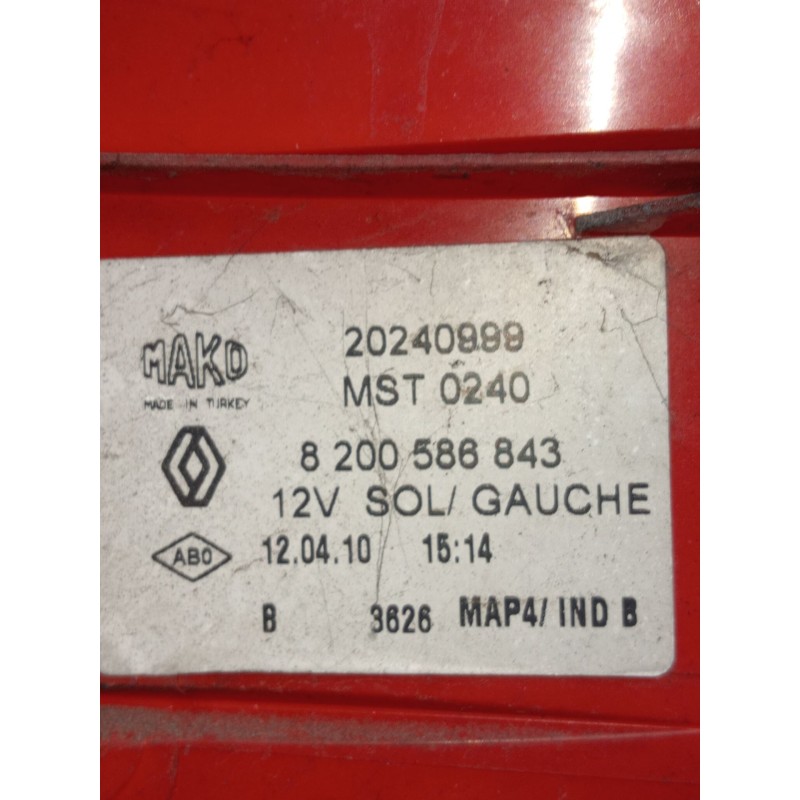 MAKO
MADE IN TURKEY
20240999
MST 0240
8 200 586 843
12V SOL/ GAUCHE
ABO
12.04.10 15:14
B 3626 MAP4/ IND B